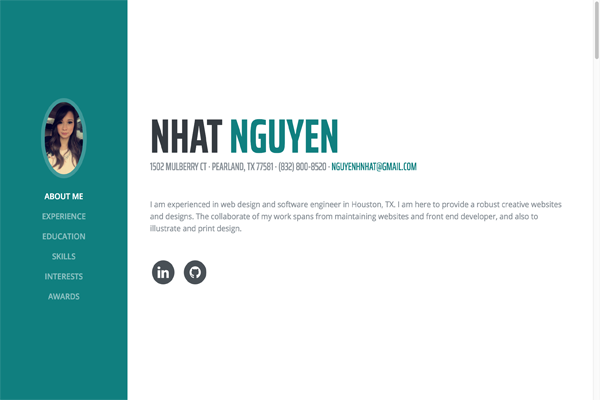 NHAT NGUYEN
1502 MULBERRY CT · PEARLAND, TX 77581 · (832) 800-8520 · NGUYENHNHAT@GMAIL.COM
ABOUT ME
EXPERIENCE
EDUCATION
SKILLS
INTERESTS
AWARDS
I am experienced in web design and software engineer in Houston, TX. I am here to provide a robust creative websites
and designs. The collaborate of my work spans from maintaining websites and front end developer, and also to
illustrate and print design.
in